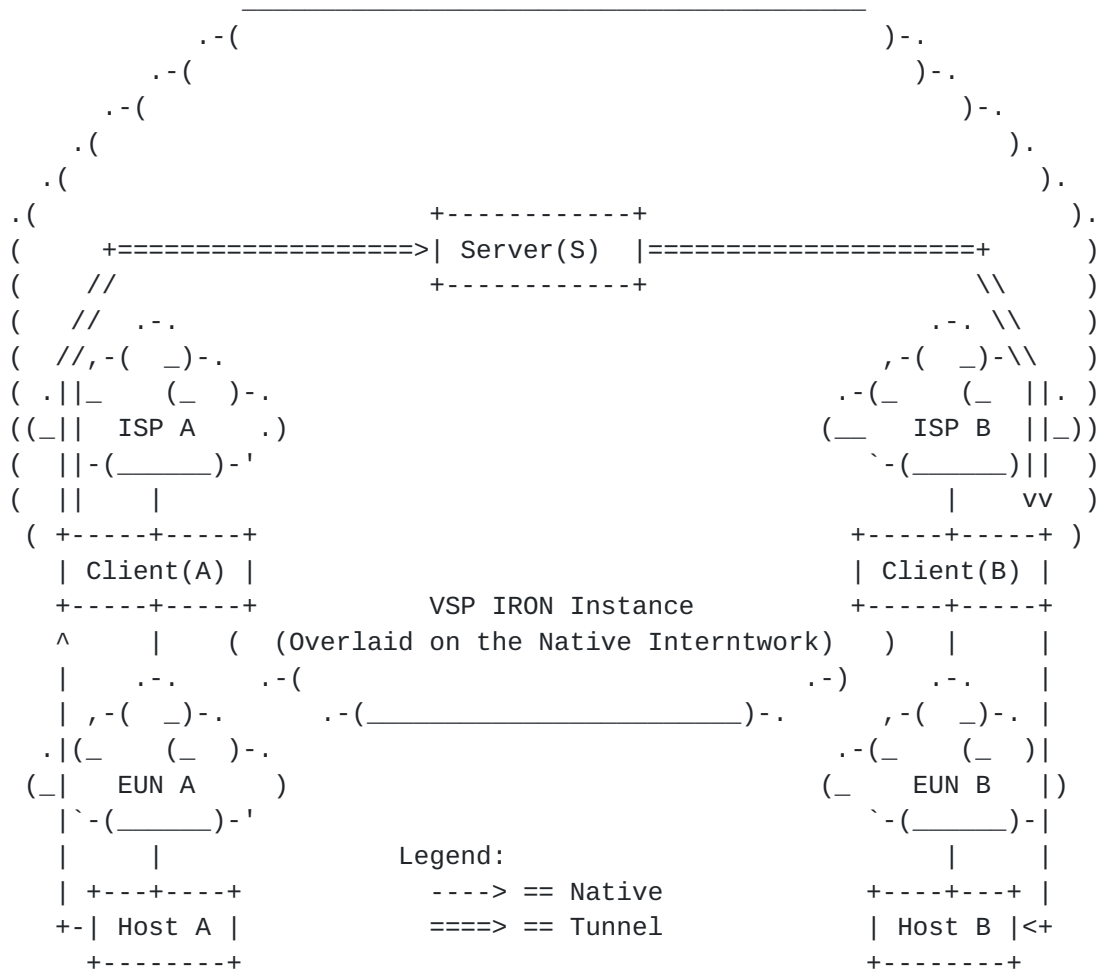 Server(S)
ISP A ISP B
Client(A) Client(B)
VSP IRON Instance
(Overlaid on the Native Interntwork)
EUN A EUN B
Legend:
----> == Native
Host A ====> == Tunnel Host B